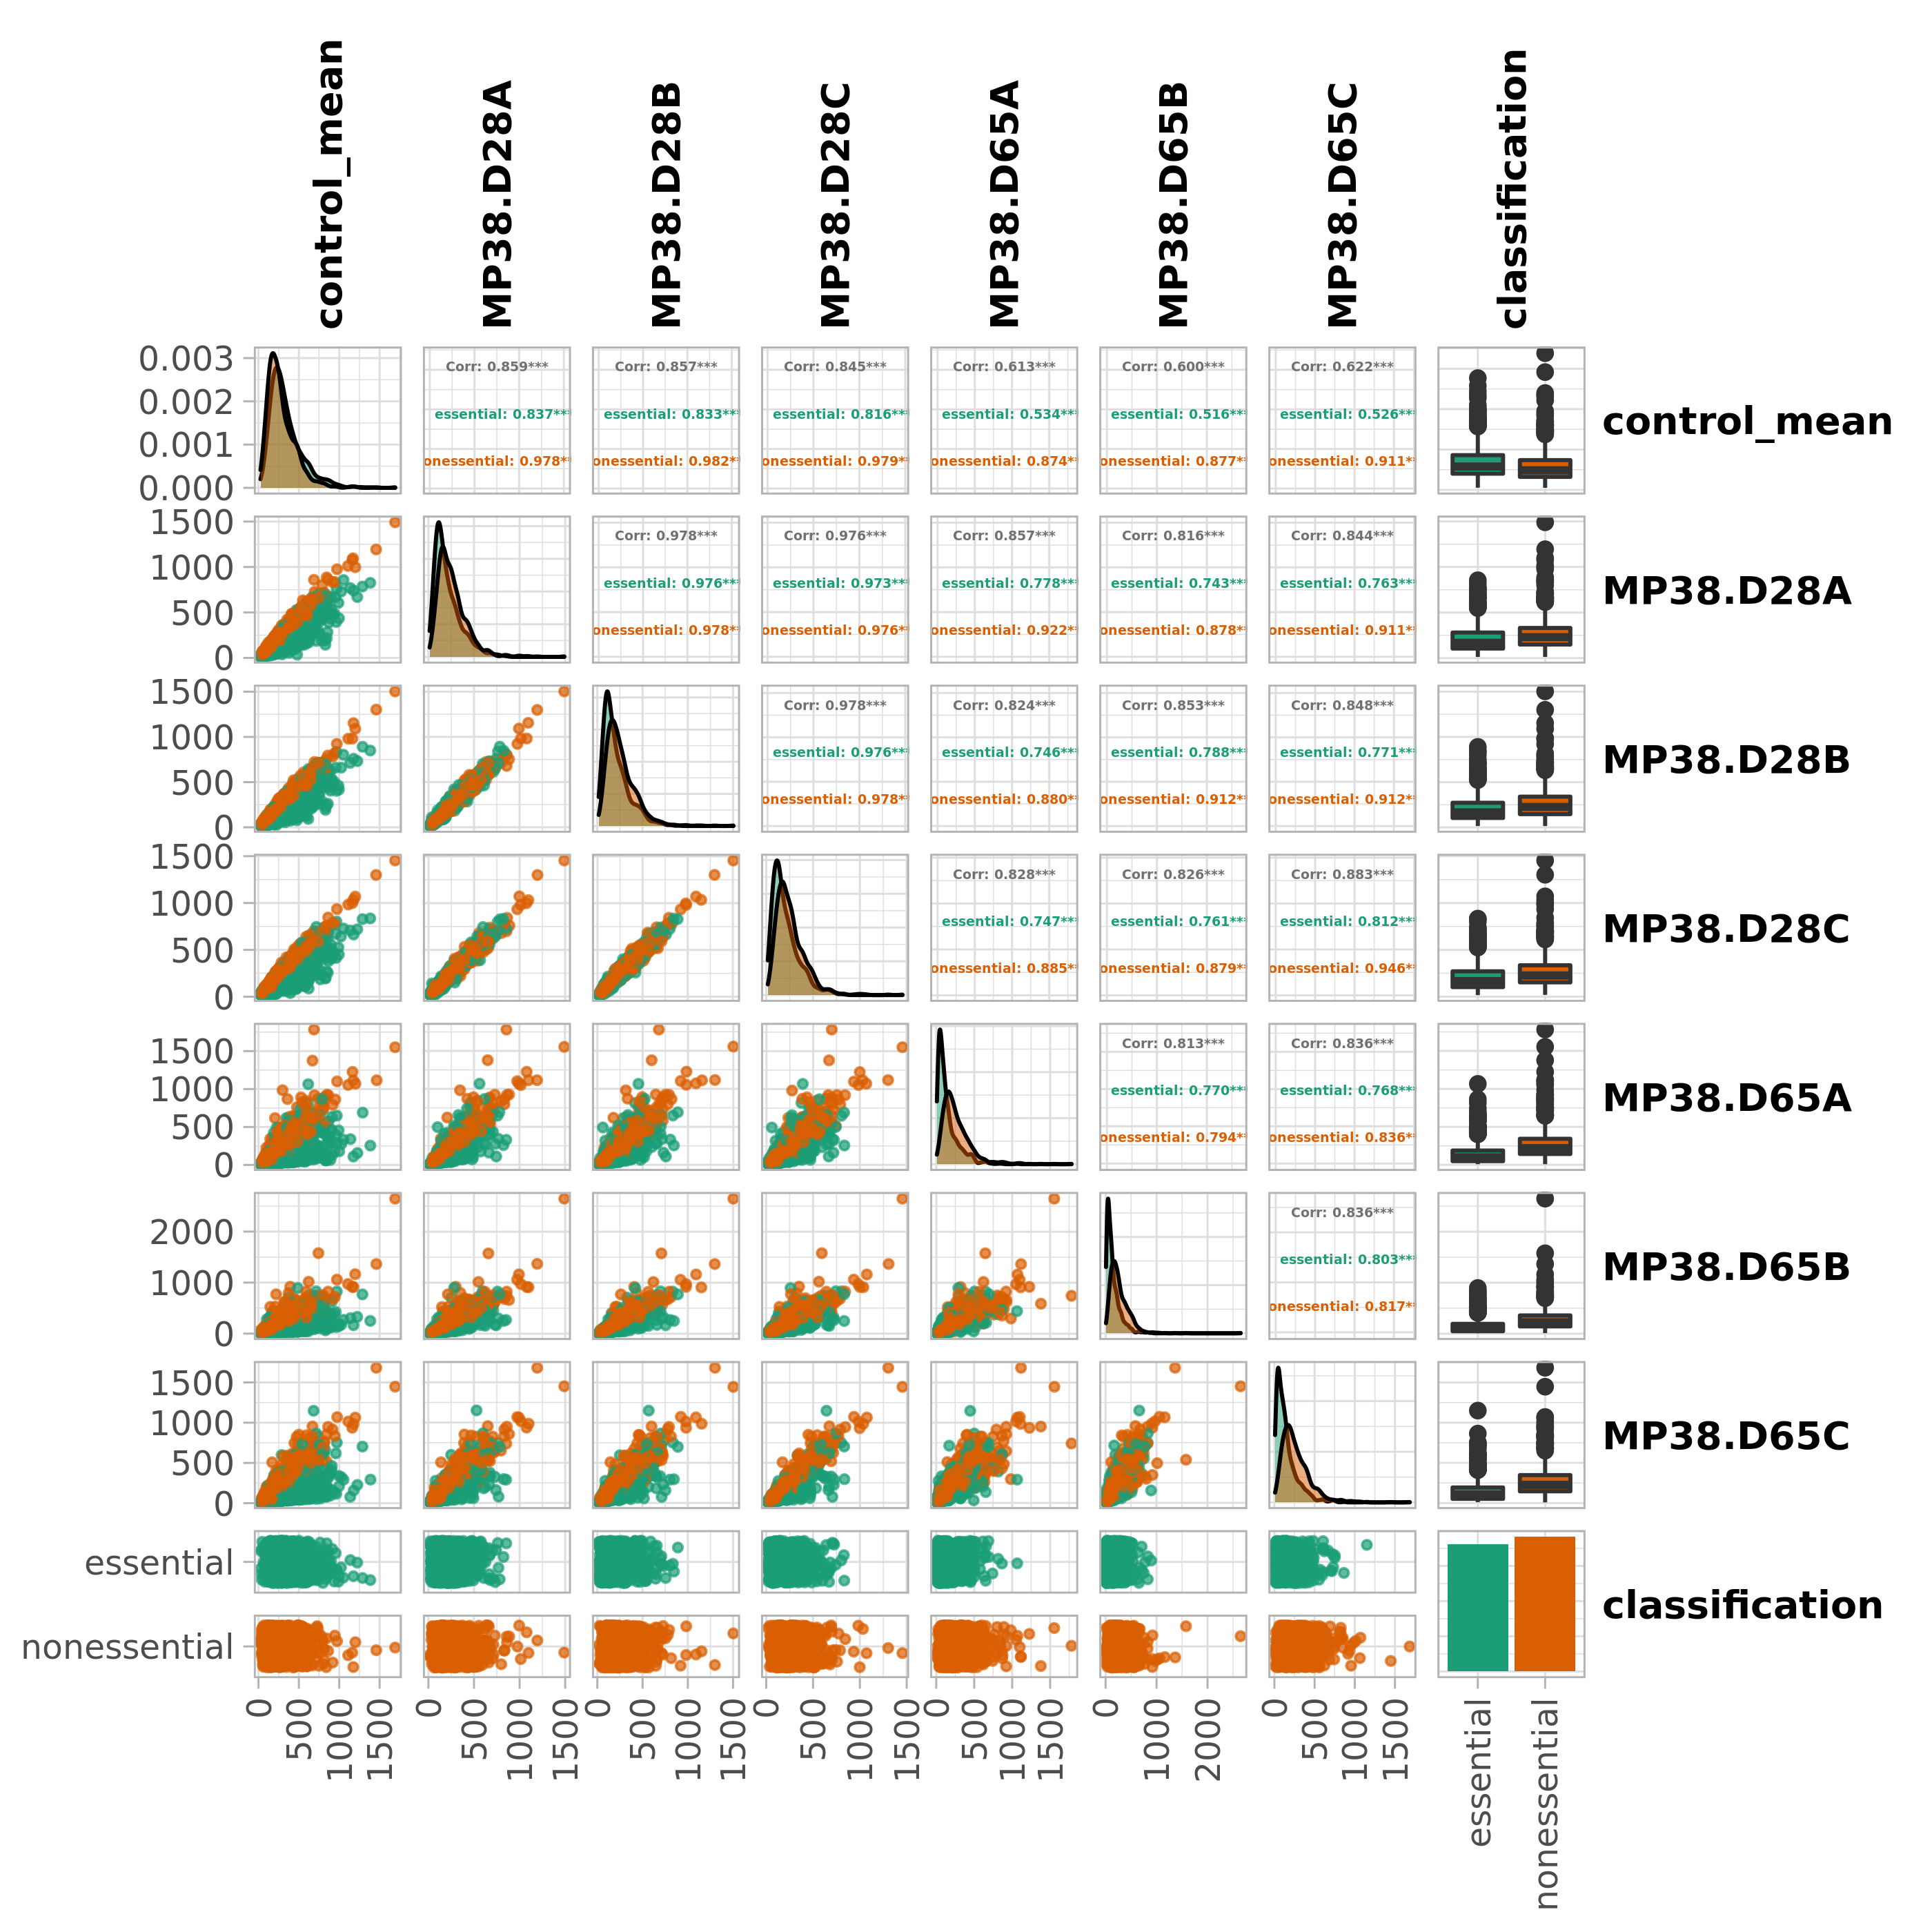 control_mean
MP38.D28A
MP38.D28B
MP38.D28C
MP38.D65A
MP38.D65B
MP38.D65C
classification
0.003
0.002
0.001
0.000
Corr: 0.859***
essential: 0.837***
onessential: 0.978**
Corr: 0.857***
essential: 0.833***
onessential: 0.982**
Corr: 0.845***
essential: 0.816***
onessential: 0.979**
Corr: 0.613***
essential: 0.534***
onessential: 0.874**
Corr: 0.600***
essential: 0.516***
onessential: 0.877**
Corr: 0.622***
essential: 0.526***
onessential: 0.911**
control_mean
1500
1000
500
0
Corr: 0.978***
essential: 0.976***
onessential: 0.978**
Corr: 0.976***
essential: 0.973***
onessential: 0.976**
Corr: 0.857***
essential: 0.778***
onessential: 0.922**
Corr: 0.816***
essential: 0.743***
onessential: 0.878**
Corr: 0.844***
essential: 0.763***
onessential: 0.911**
MP38.D28A
1500
1000
500
0
Corr: 0.978***
essential: 0.976***
onessential: 0.978**
Corr: 0.824***
essential: 0.746***
onessential: 0.880**
Corr: 0.853***
essential: 0.788***
onessential: 0.912**
Corr: 0.848***
essential: 0.771***
onessential: 0.912**
MP38.D28B
1500
1000
500
0
Corr: 0.828***
essential: 0.747***
onessential: 0.885**
Corr: 0.826***
essential: 0.761***
onessential: 0.879**
Corr: 0.883***
essential: 0.812***
onessential: 0.946**
MP38.D28C
1500
1000
500
0
Corr: 0.813***
essential: 0.770***
onessential: 0.794**
Corr: 0.836***
essential: 0.768***
onessential: 0.836**
MP38.D65A
2000
1000
0
Corr: 0.836***
essential: 0.803***
onessential: 0.817**
MP38.D65B
1500
1000
500
0
MP38.D65C
essential
nonessential
classification
0
500
1000
1500
0
500
1000
1500
0
500
1000
1500
0
500
1000
1500
0
500
1000
1500
0
1000
2000
0
500
1000
1500
essential
nonessential